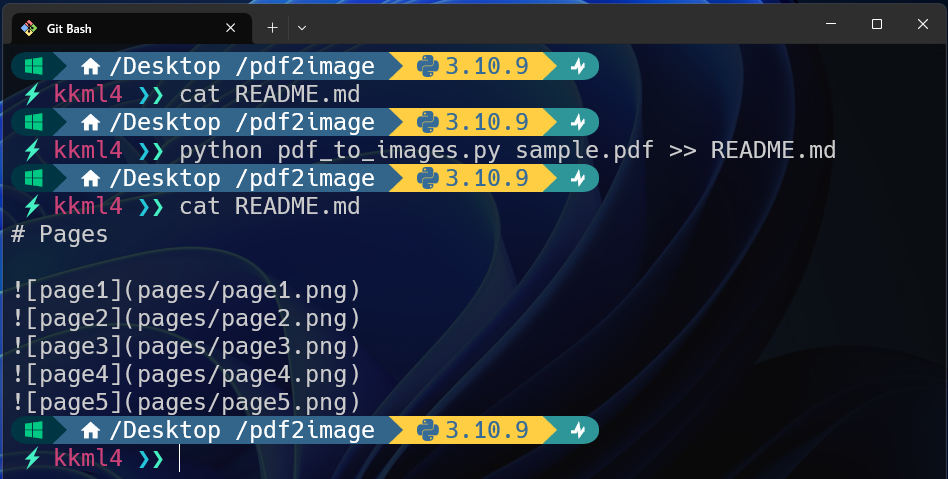 Git Bash
/Desktop /pdf2image 3.10.9
kkml4 ❯❯ cat README.md
/Desktop /pdf2image 3.10.9
kkml4 ❯❯ python pdf_to_images.py sample.pdf >> README.md
/Desktop /pdf2image 3.10.9
kkml4 ❯❯ cat README.md
# Pages
![page1](pages/page1.png)
![page2](pages/page2.png)
![page3](pages/page3.png)
![page4](pages/page4.png)
![page5](pages/page5.png)
/Desktop /pdf2image 3.10.9
kkml4 ❯❯